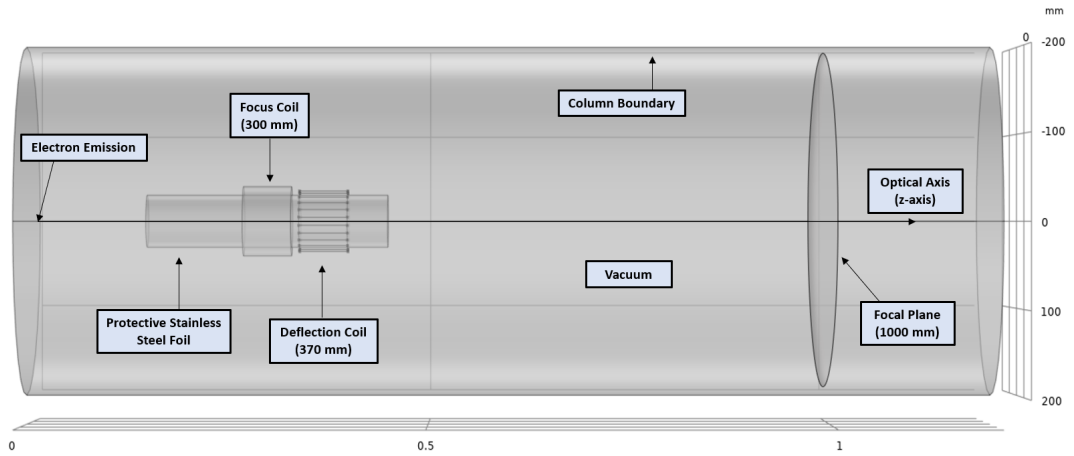 mm
0
-200
Focus Coil
(300 mm)
Column Boundary
Electron Emission
-100
Optical Axis
(z-axis)
0
Vacuum
Protective Stainless
Steel Foil
Deflection Coil
(370 mm)
Focal Plane
(1000 mm)
100
200
0
0.5
1